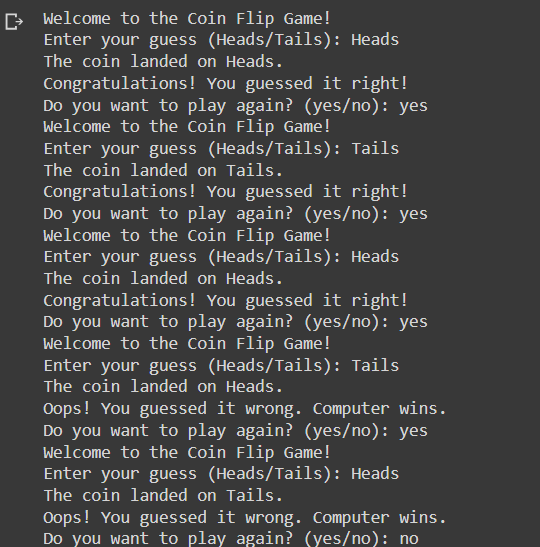 Welcome to the Coin Flip Game!
Enter your guess (Heads/Tails): Heads
The coin landed on Heads.
Congratulations! You guessed it right!
Do you want to play again? (yes/no): yes
Welcome to the Coin Flip Game!
Enter your guess (Heads/Tails): Tails
The coin landed on Tails.
Congratulations! You guessed it right!
Do you want to play again? (yes/no): yes
Welcome to the Coin Flip Game!
Enter your guess (Heads/Tails): Heads
The coin landed on Heads.
Congratulations! You guessed it right!
Do you want to play again? (yes/no): yes
Welcome to the Coin Flip Game!
Enter your guess (Heads/Tails): Tails
The coin landed on Heads.
Oops! You guessed it wrong. Computer wins.
Do you want to play again? (yes/no): yes
Welcome to the Coin Flip Game!
Enter your guess (Heads/Tails): Heads
The coin landed on Tails.
Oops! You guessed it wrong. Computer wins.
Do you want to play again? (yes/no): no